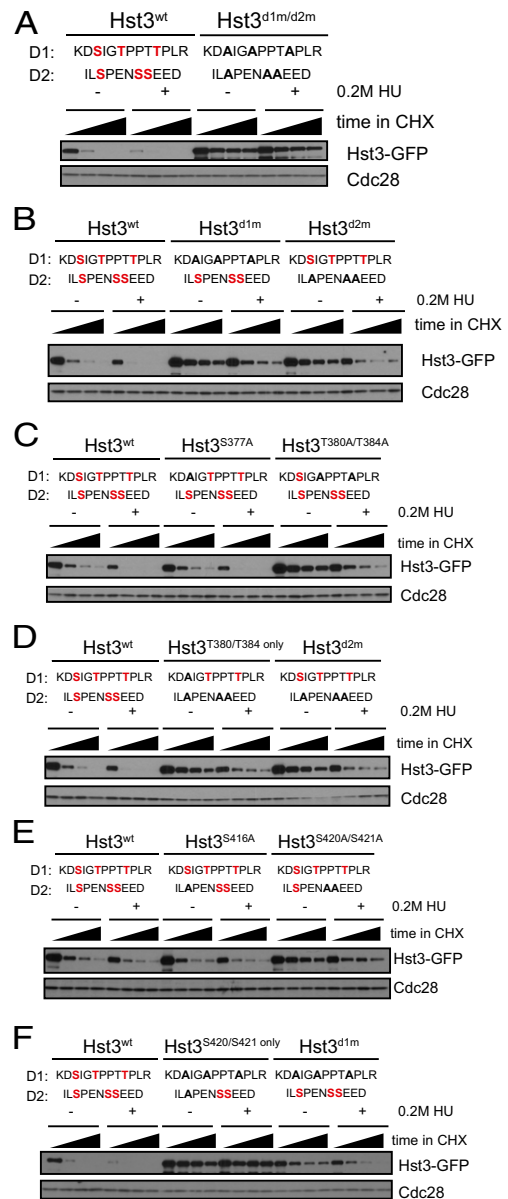 A
Hst3wt Hst3d1m/d2m
D1: KDSIGTPPTTPLR KDAIGAPPTAPLR
D2: ILSPENSSEED ILAPENAAEED
- + - + 0.2M HU
time in CHX
Hst3-GFP
Cdc28
B
Hst3wt Hst3d1m Hst3d2m
D1: KDSIGTPPTTPLR KDAIGAPPTAPLR KDSIGTPPTTPLR
D2: ILSPENSSEED ILSPENSSEED ILAPENAAEED
- + - + - + 0.2M HU
time in CHX
Hst3-GFP
Cdc28
C
Hst3wt Hst3S377A Hst3T380A/T384A
D1: KDSIGTPPTTPLR KDAIGTPPTTPLR KDSIGAPPTAPLR
D2: ILSPENSSEED ILSPENSSEED ILSPENSSEED
- + - + - + 0.2M HU
time in CHX
Hst3-GFP
Cdc28
D
Hst3wt Hst3T380/T384 only Hst3d2m
D1: KDSIGTPPTTPLR KDAIGTPPTTPLR KDSIGTPPTTPLR
D2: ILSPENSSEED ILAPENAAEED ILAPENAAEED
- + - + - + 0.2M HU
time in CHX
Hst3-GFP
Cdc28
E
Hst3wt Hst3S416A Hst3S420A/S421A
D1: KDSIGTPPTTPLR KDSIGTPPTTPLR KDSIGTPPTTPLR
D2: ILSPENSSEED ILAPENSSEED ILSPENAAEED
- + - + - + 0.2M HU
time in CHX
Hst3-GFP
Cdc28
F
Hst3wt Hst3S420/S421 only Hst3d1m
D1: KDSIGTPPTTPLR KDAIGAPPTAPLR KDAIGAPPTAPLR
D2: ILSPENSSEED ILAPENSSEED ILSPENSSEED
- + - + - + 0.2M HU
time in CHX
Hst3-GFP
Cdc28